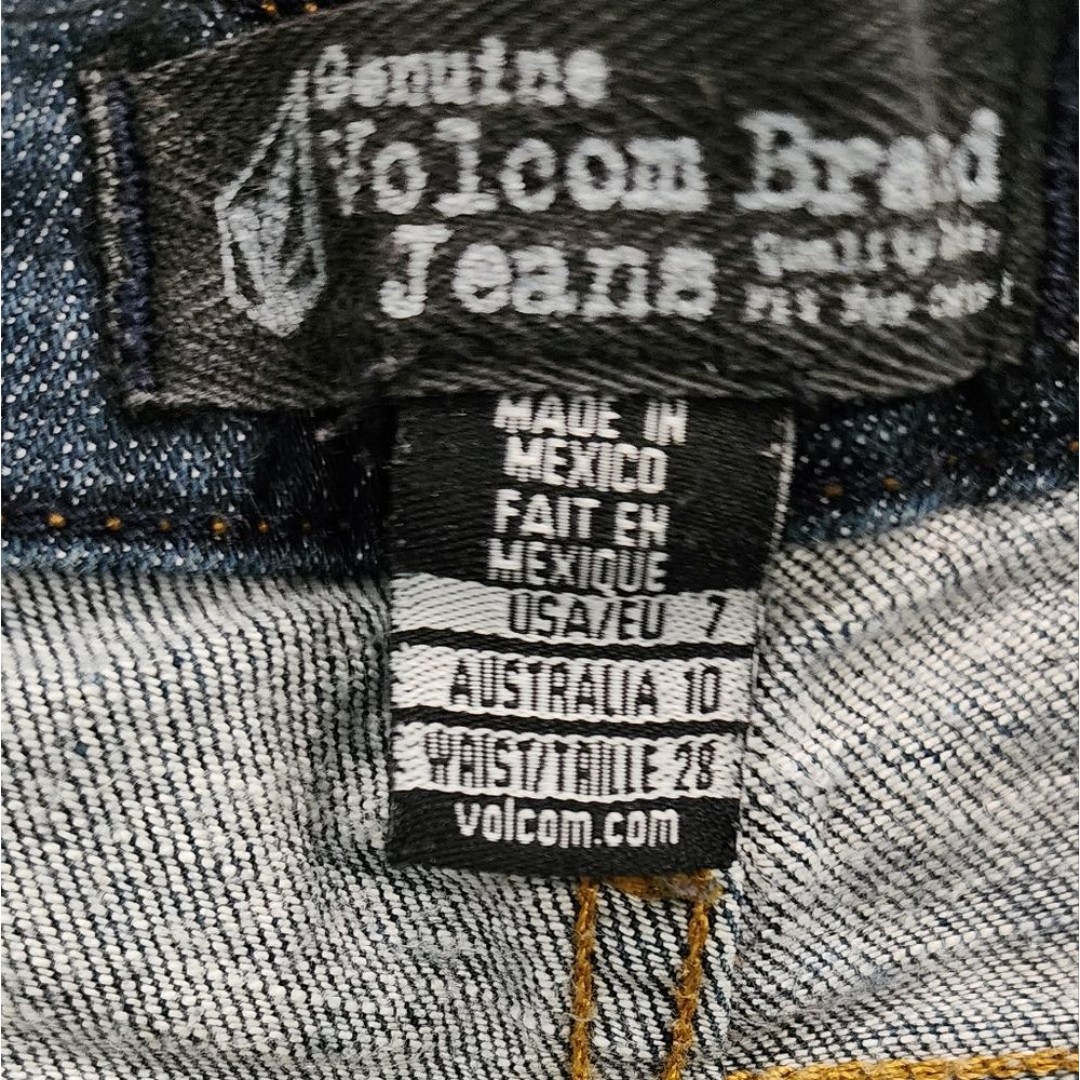 Genuine
Volcom Brand
Jeans
MADE IN
MEXICO
FAIT EN
MEXIQUE
USA/EU 7
AUSTRALIA 10
WAIST/TAILLE 28
volcom.com